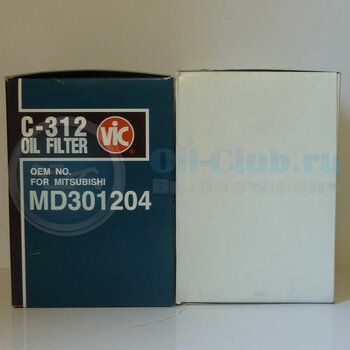 C-312
OIL FILTER
VIC
OEM NO.
FOR MITSUBISHI
MD301204
Oil-Club.ru